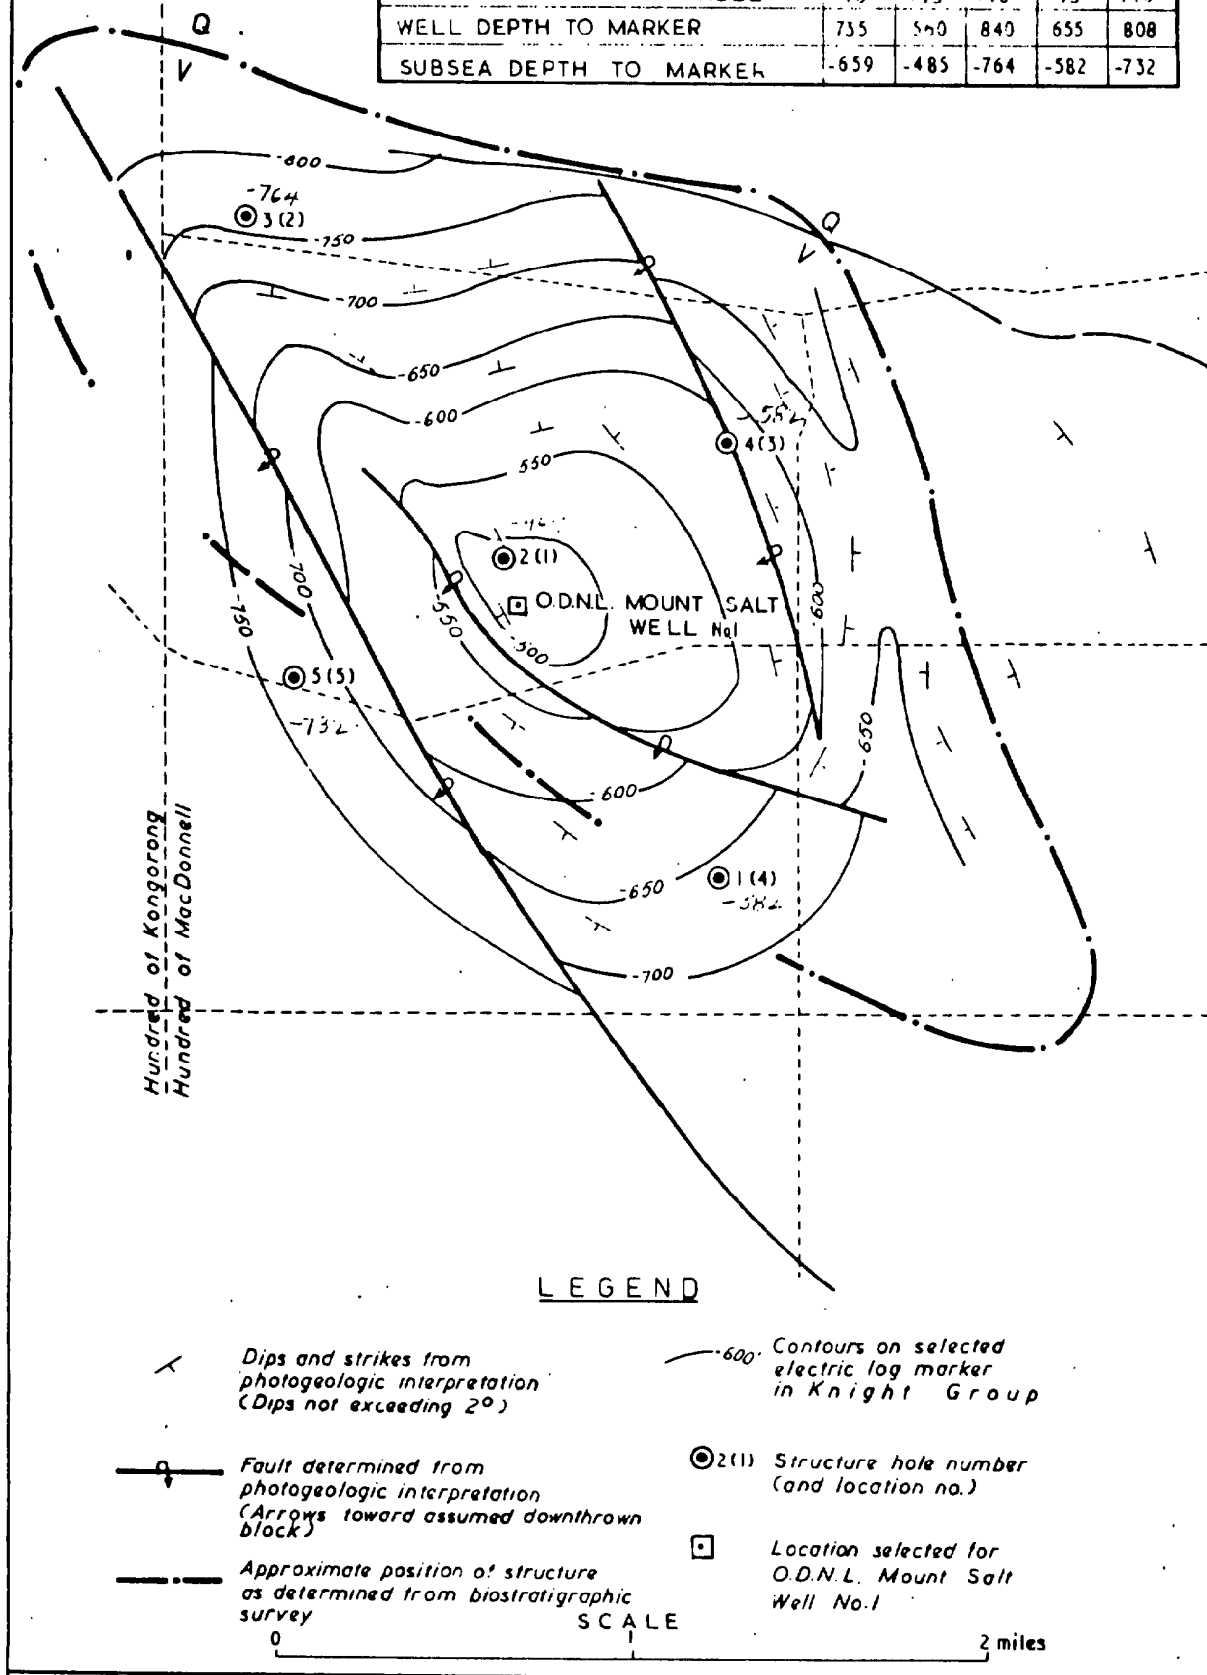 WELL DEPTH TO MARKER 735 840 655 808
SUBSEA DEPTH TO MARKER -659 -485 -764 -582 -732
Q
V
-800
-764
3(2)
-750
Q
V
-700
-650
-600
-582
4(3)
550
2(1)
O.D.N.L. MOUNT SALT
WELL No1
-500
-550
-600
-700
-750
5(5)
-732
-650
-600
-650
1(4)
-582
-700
Hundred of Kongorong
Hundred of MacDonnell
LEGEND
Dips and strikes from
photogeologic interpretation
(Dips not exceeding 2°)
Fault determined from
photogeologic interpretation
(Arrows toward assumed downthrown
block)
Approximate position of structure
as determined from biostratigraphic
survey
-600
Contours on selected
electric log marker
in Knight Group
2(1) Structure hole number
(and location no.)
Location selected for
O.D.N.L. Mount Salt
Well No.1
SCALE
0 1 2 miles